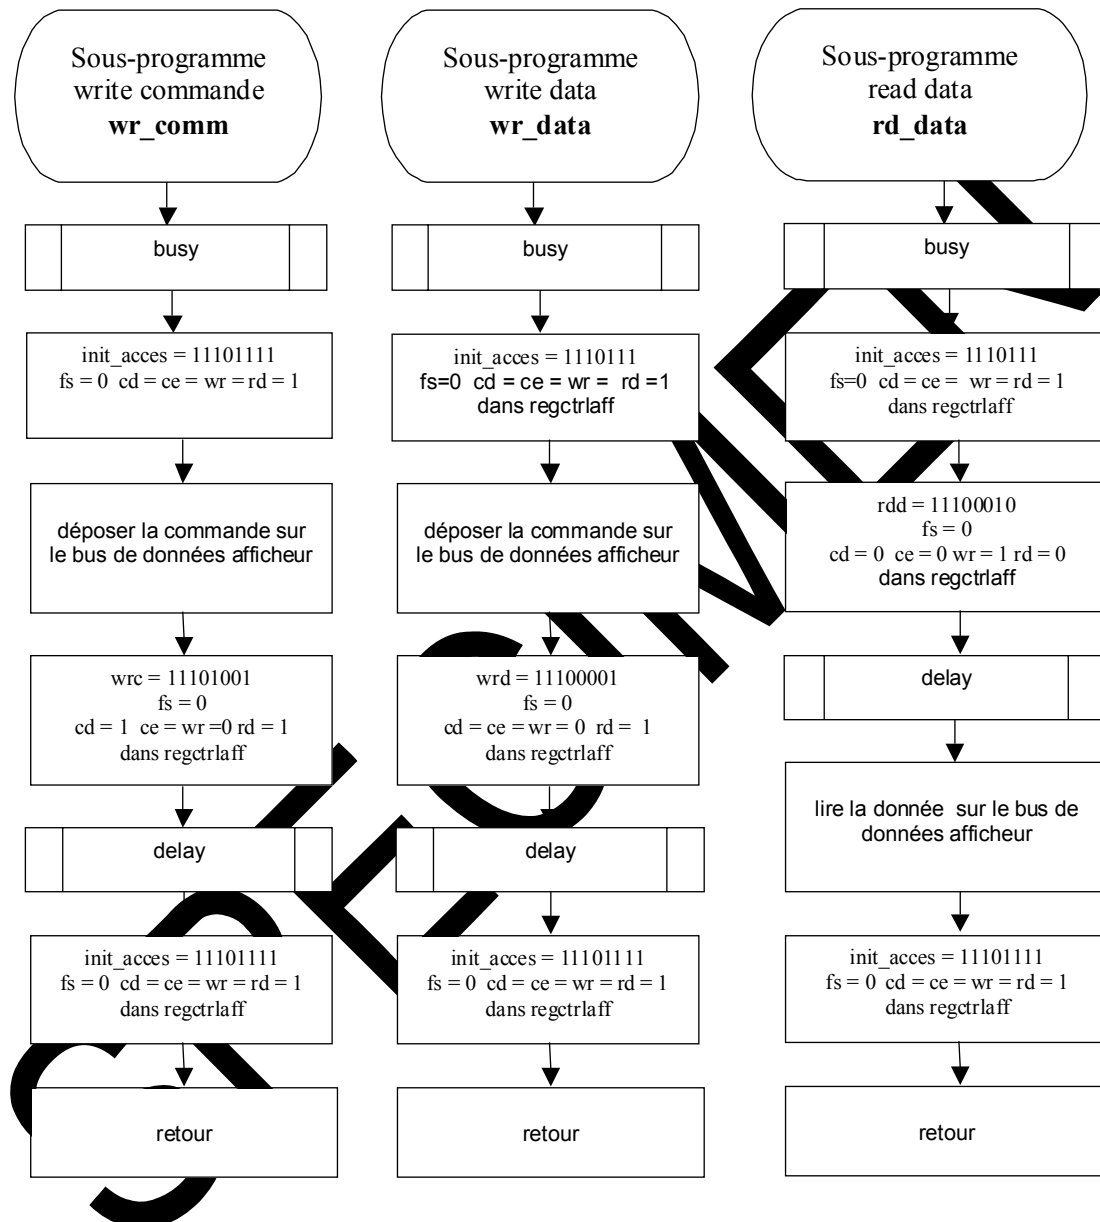 Sous-programme
write commande
wr_comm
busy
init_acces = 11101111
fs = 0 cd = ce = wr = rd = 1
déposer la commande sur
le bus de données afficheur
wrc = 11101001
fs = 0
cd = 1 ce = wr =0 rd = 1
dans regctrlaff
delay
init_acces = 11101111
fs = 0 cd = ce = wr = rd = 1
dans regctrlaff
retour
Sous-programme
write data
wr_data
busy
init_acces = 1110111
fs=0 cd = ce = wr = rd =1
dans regctrlaff
déposer la commande sur
le bus de données afficheur
wrd = 11100001
fs = 0
cd = ce = wr = 0 rd = 1
dans regctrlaff
delay
init_acces = 11101111
fs = 0 cd = ce = wr = rd = 1
dans regctrlaff
retour
Sous-programme
read data
rd_data
busy
init_acces = 1110111
fs=0 cd = ce = wr = rd = 1
dans regctrlaff
rdd = 11100010
fs = 0
cd = 0 ce = 0 wr = 1 rd = 0
dans regctrlaff
delay
lire la donnée sur le bus de
données afficheur
init_acces = 11101111
fs = 0 cd = ce = wr = rd = 1
dans regctrlaff
retour